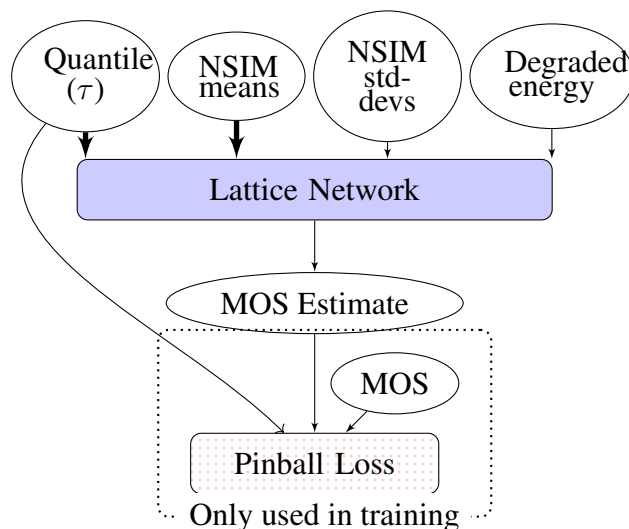 Quantile
(τ)
NSIM
means
NSIM
std-
devs
Degraded
energy
Lattice Network
MOS Estimate
MOS
Pinball Loss
Only used in training